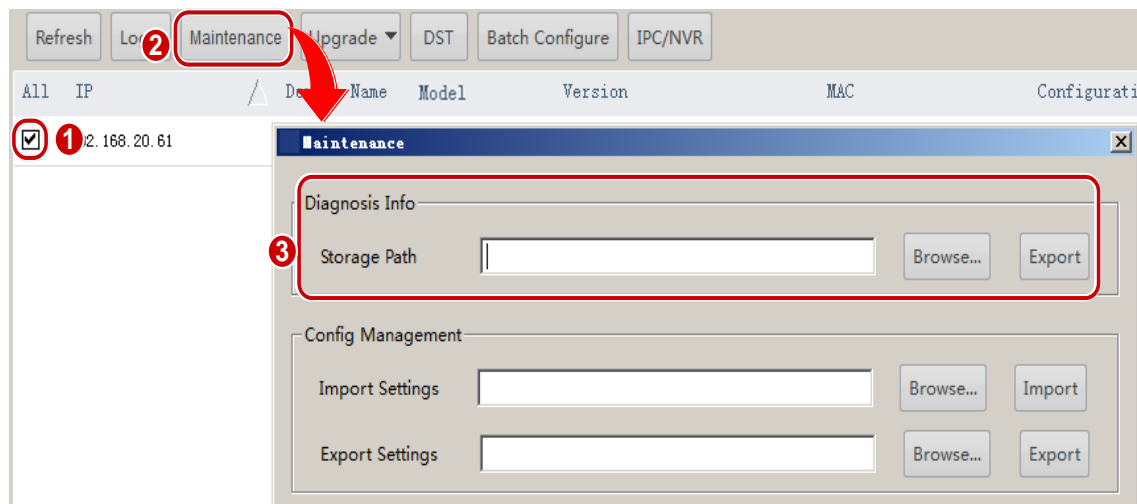 Refresh Lo 2 Maintenance Upgrade DST Batch Configure IPC/NVR
All IP De Name Model Version MAC Configurati
1 2.168.20.61
Maintenance
Diagnosis Info
3 Storage Path Browse... Export
Config Management
Import Settings Browse... Import
Export Settings Browse... Export